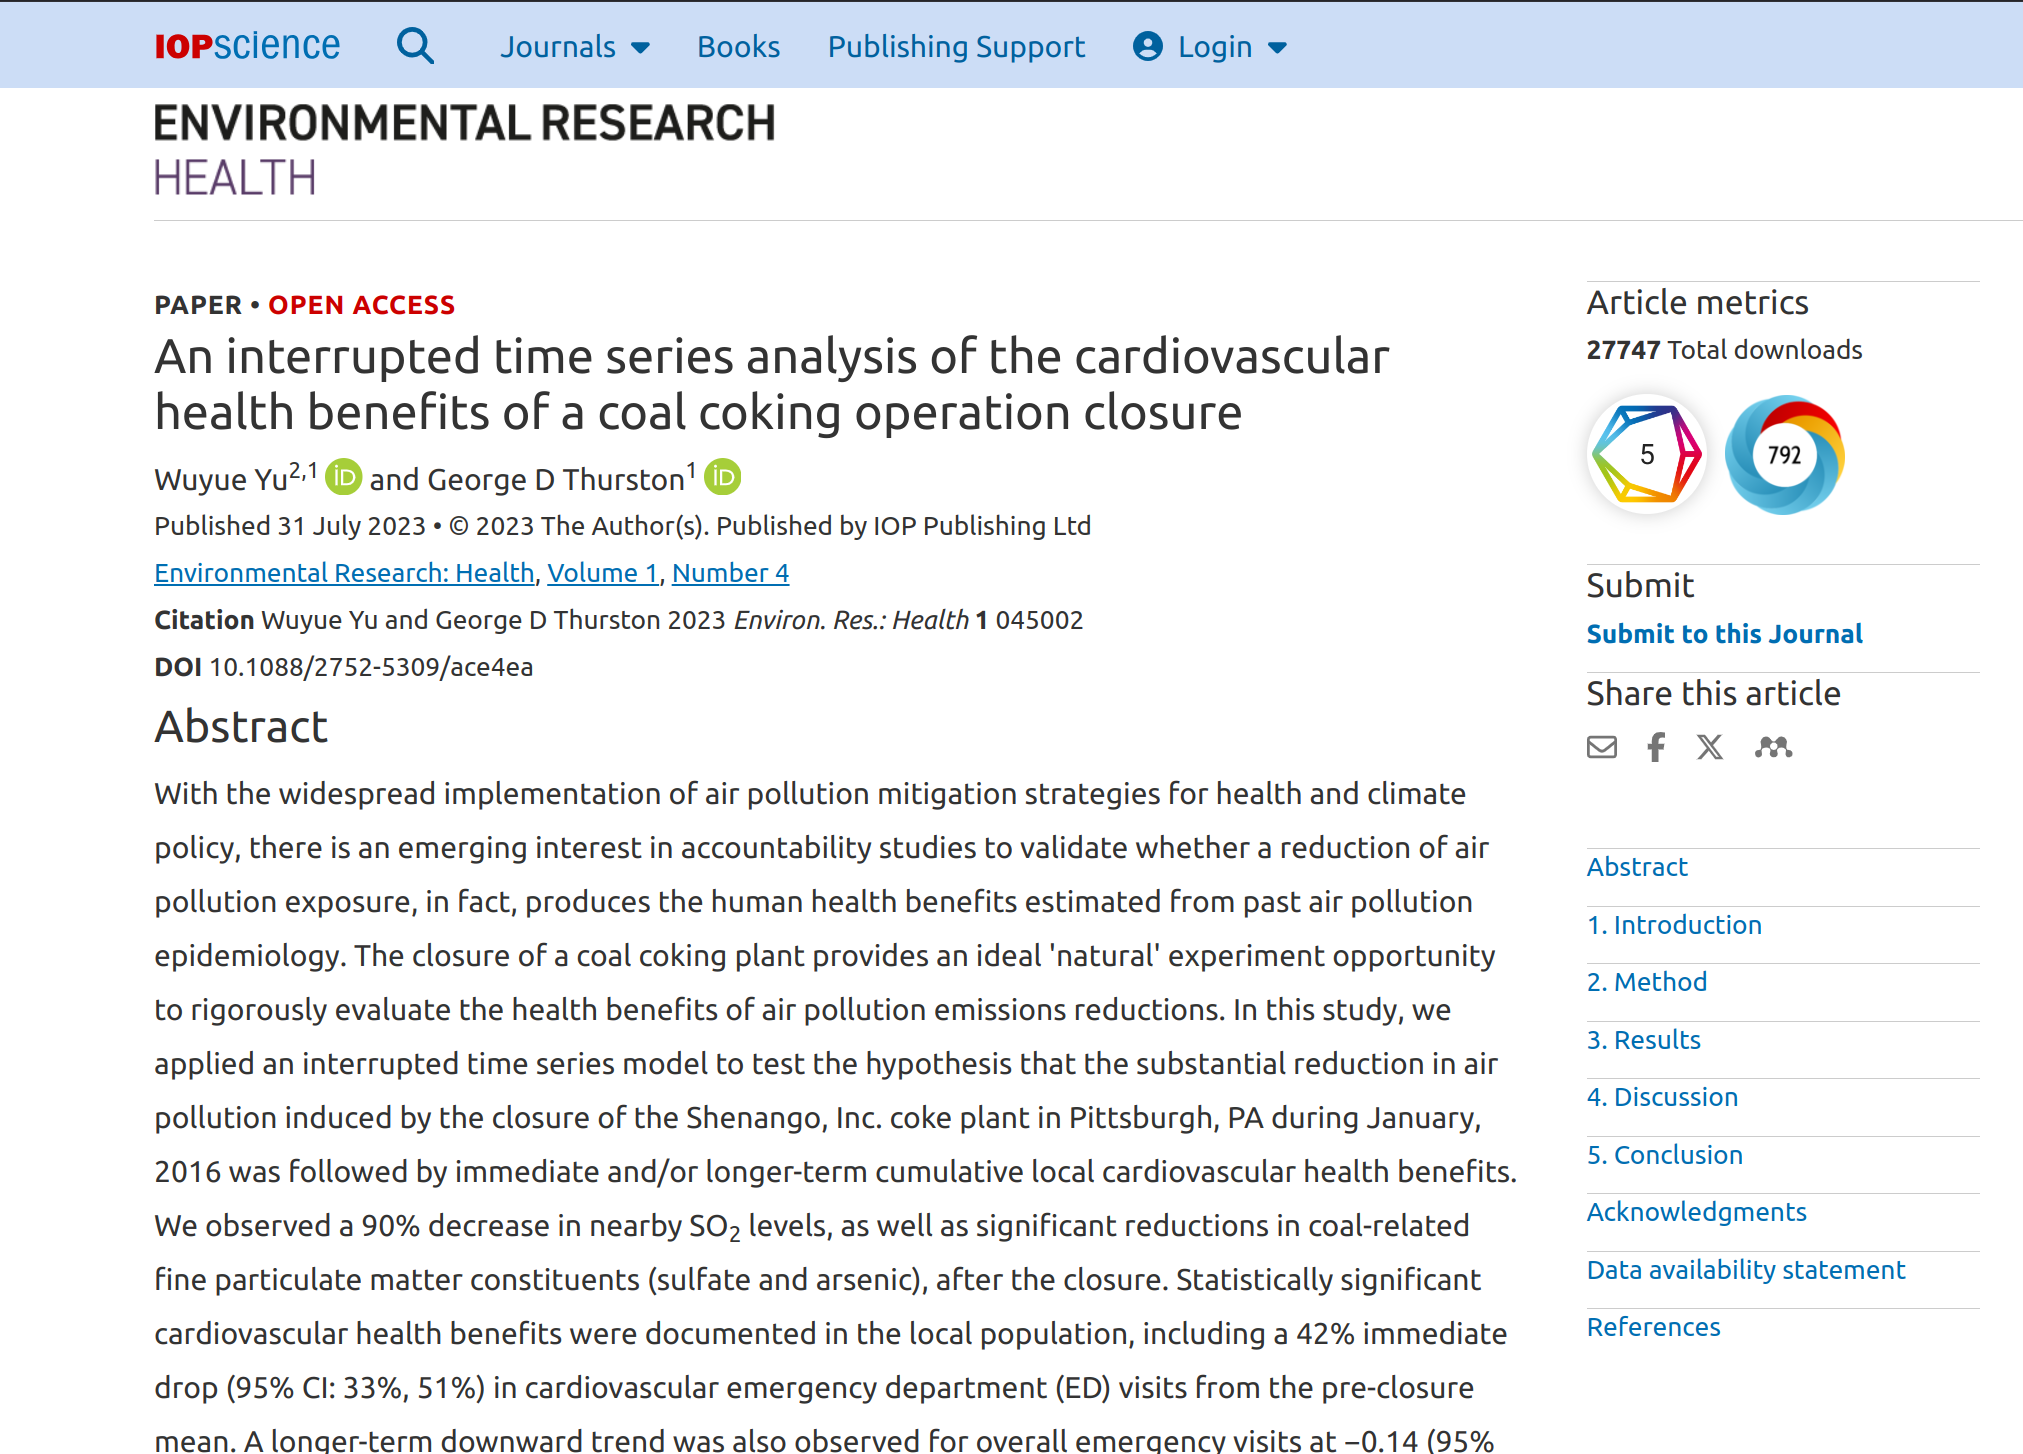 IOPscience Journals Books Publishing Support Login
ENVIRONMENTAL RESEARCH
HEALTH
PAPER • OPEN ACCESS
An interrupted time series analysis of the cardiovascular
health benefits of a coal coking operation closure
Wuyue Yu2,1 iD and George D Thurston1 iD
Published 31 July 2023 • © 2023 The Author(s). Published by IOP Publishing Ltd
Environmental Research: Health, Volume 1, Number 4
Citation Wuyue Yu and George D Thurston 2023 Environ. Res.: Health 1 045002
DOI 10.1088/2752-5309/ace4ea
Abstract
With the widespread implementation of air pollution mitigation strategies for health and climate
policy, there is an emerging interest in accountability studies to validate whether a reduction of air
pollution exposure, in fact, produces the human health benefits estimated from past air pollution
epidemiology. The closure of a coal coking plant provides an ideal 'natural' experiment opportunity
to rigorously evaluate the health benefits of air pollution emissions reductions. In this study, we
applied an interrupted time series model to test the hypothesis that the substantial reduction in air
pollution induced by the closure of the Shenango, Inc. coke plant in Pittsburgh, PA during January,
2016 was followed by immediate and/or longer-term cumulative local cardiovascular health benefits.
We observed a 90% decrease in nearby SO2 levels, as well as significant reductions in coal-related
fine particulate matter constituents (sulfate and arsenic), after the closure. Statistically significant
cardiovascular health benefits were documented in the local population, including a 42% immediate
drop (95% CI: 33%, 51%) in cardiovascular emergency department (ED) visits from the pre-closure
mean. A longer-term downward trend was also observed for overall emergency visits at −0.14 (95%
Article metrics
27747 Total downloads
5 792
Submit
Submit to this Journal
Share this article
Abstract
1. Introduction
2. Method
3. Results
4. Discussion
5. Conclusion
Acknowledgments
Data availability statement
References